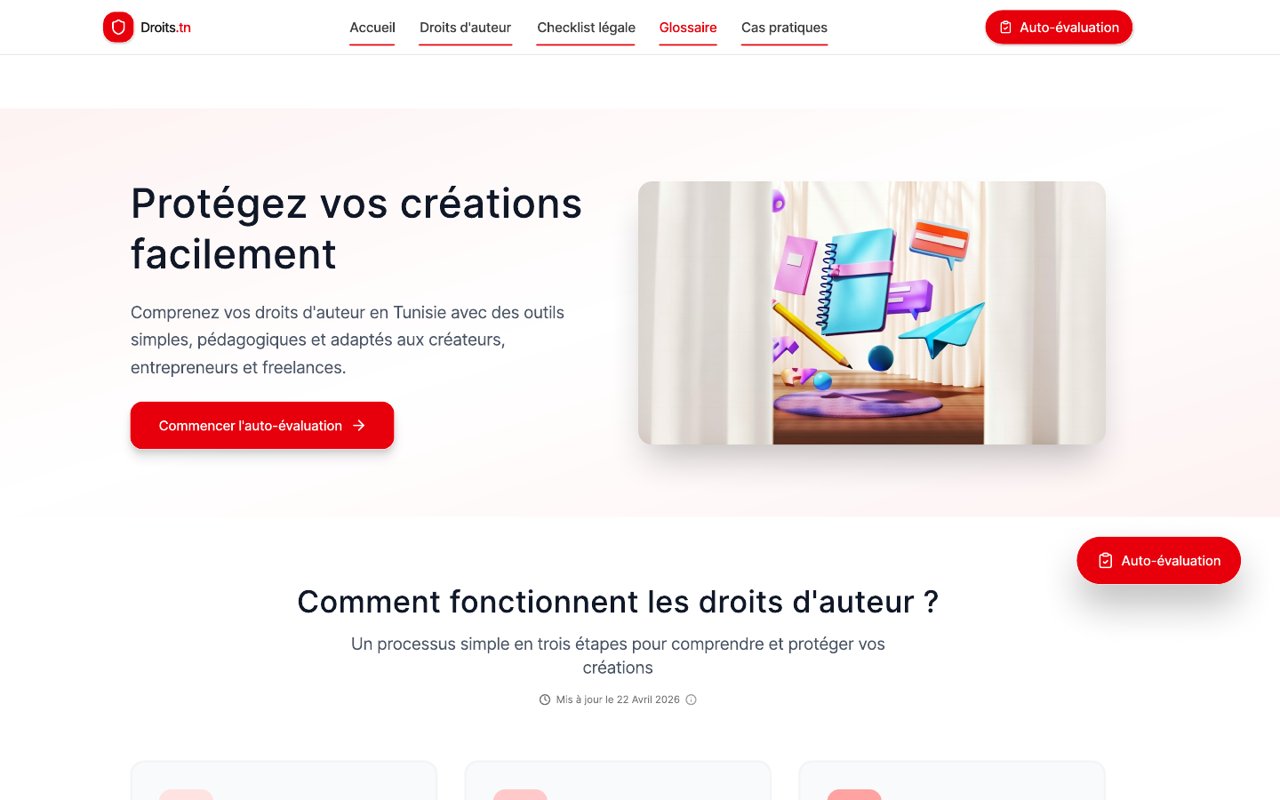 Droits.tn
Accueil
Droits d'auteur
Checklist légale
Glossaire
Cas pratiques
Auto-évaluation
Protégez vos créations
facilement
Comprenez vos droits d'auteur en Tunisie avec des outils
simples, pédagogiques et adaptés aux créateurs,
entrepreneurs et freelances.
Commencer l'auto-évaluation
Auto-évaluation
Comment fonctionnent les droits d'auteur ?
Un processus simple en trois étapes pour comprendre et protéger vos
créations
Mis à jour le 22 Avril 2026